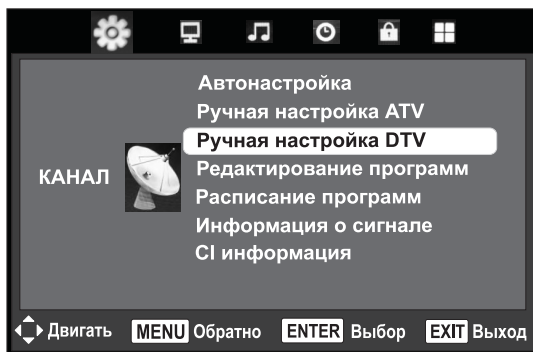 Автонастройка
Ручная настройка ATV
Ручная настройка DTV
КАНАЛ
Редактирование программ
Расписание программ
Информация о сигнале
CI информация
Двигать MENU Обратно ENTER Выбор EXIT Выход